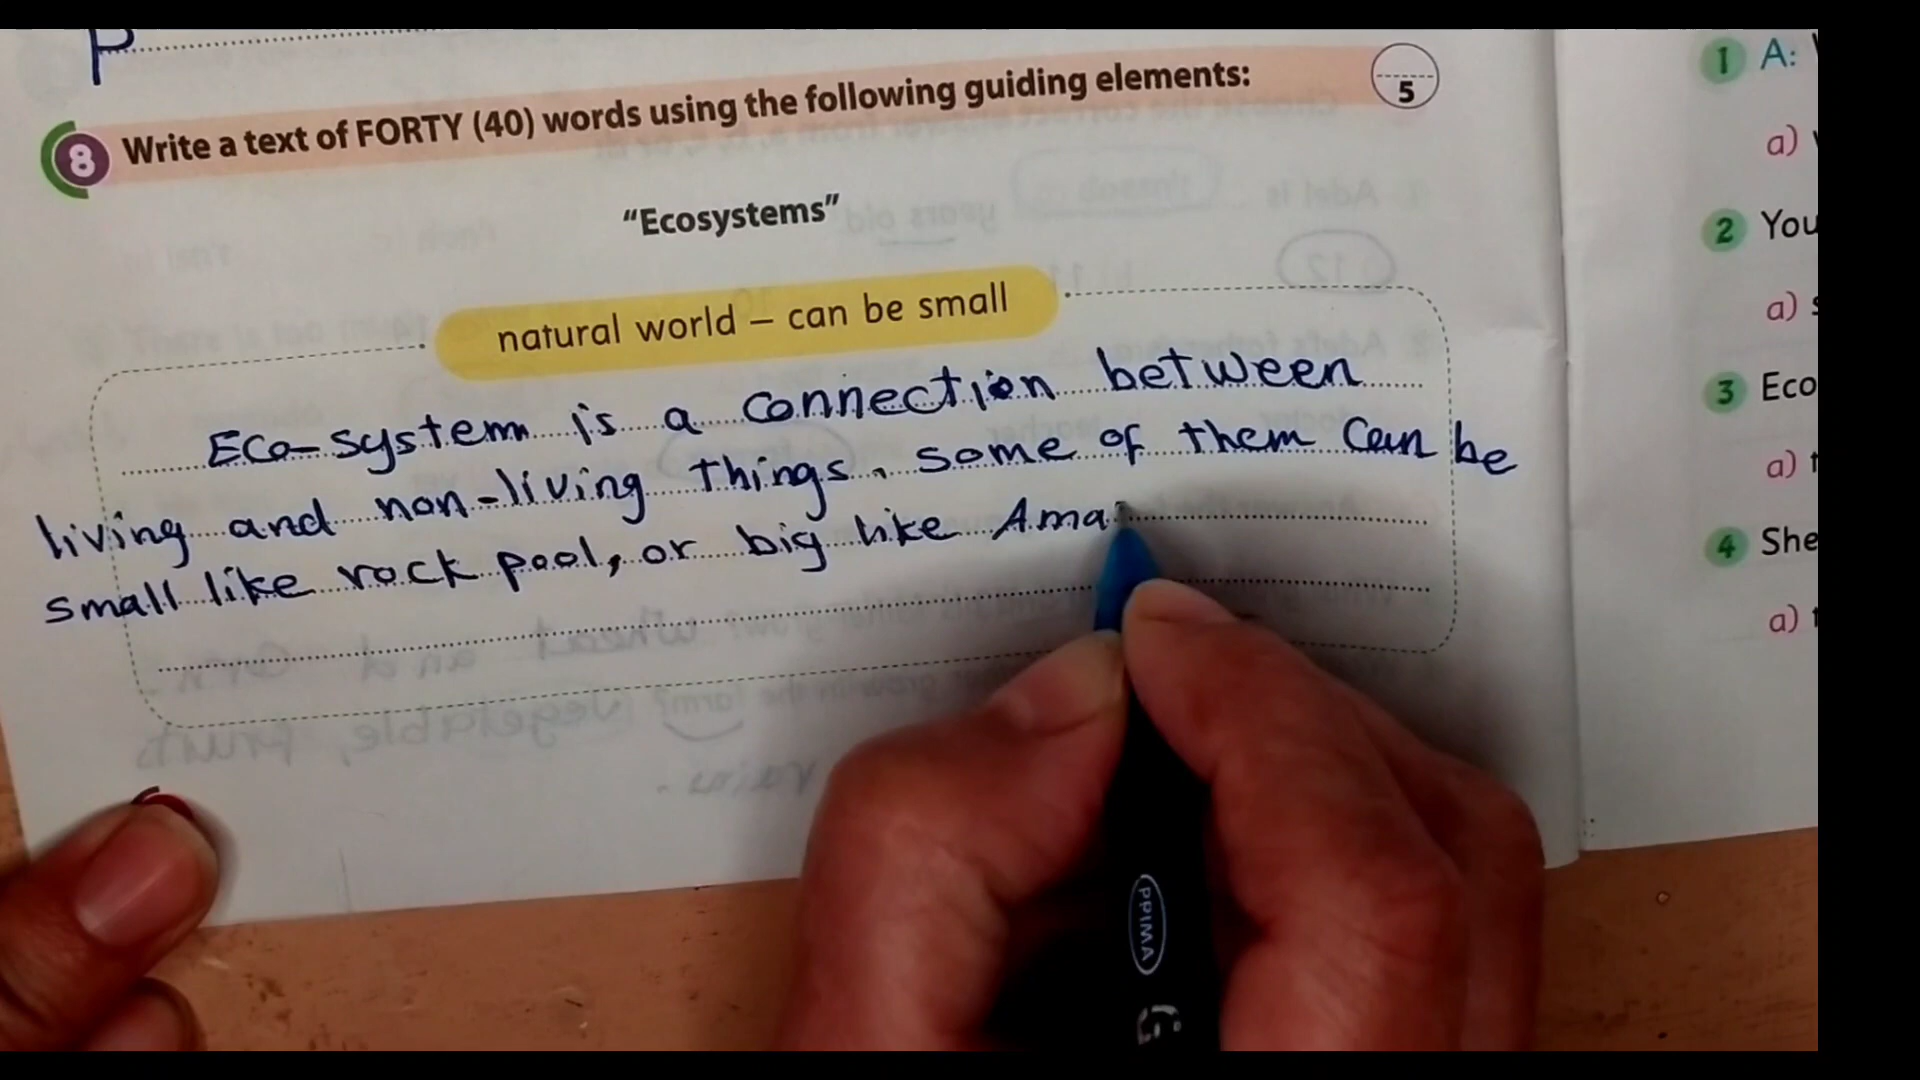 8 Write a text of FORTY (40) words using the following guiding elements:
5
“Ecosystems”
natural world – can be small
Eco-system is a connection between
living and non-living things. some of them can be
small like rock pool, or big like Ama
PRIMA
1 A:
a)
2 You
a) s
3 Eco
a)
4 She
a)